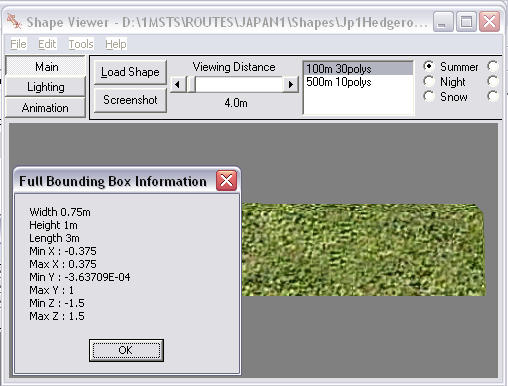 Shape Viewer - D:\1MSTS\ROUTES\JAPAN1\Shapes\Jp1Hedgero...
File Edit Tools Help
Main
Lighting
Animation
Load Shape
Screenshot
Viewing Distance
4.0m
100m 30polys
500m 10polys
Summer
Night
Snow
Full Bounding Box Information
Width 0.75m
Height 1m
Length 3m
Min X : -0.375
Max X : 0.375
Min Y : -3.63709E-04
Max Y : 1
Min Z : -1.5
Max Z : 1.5
OK